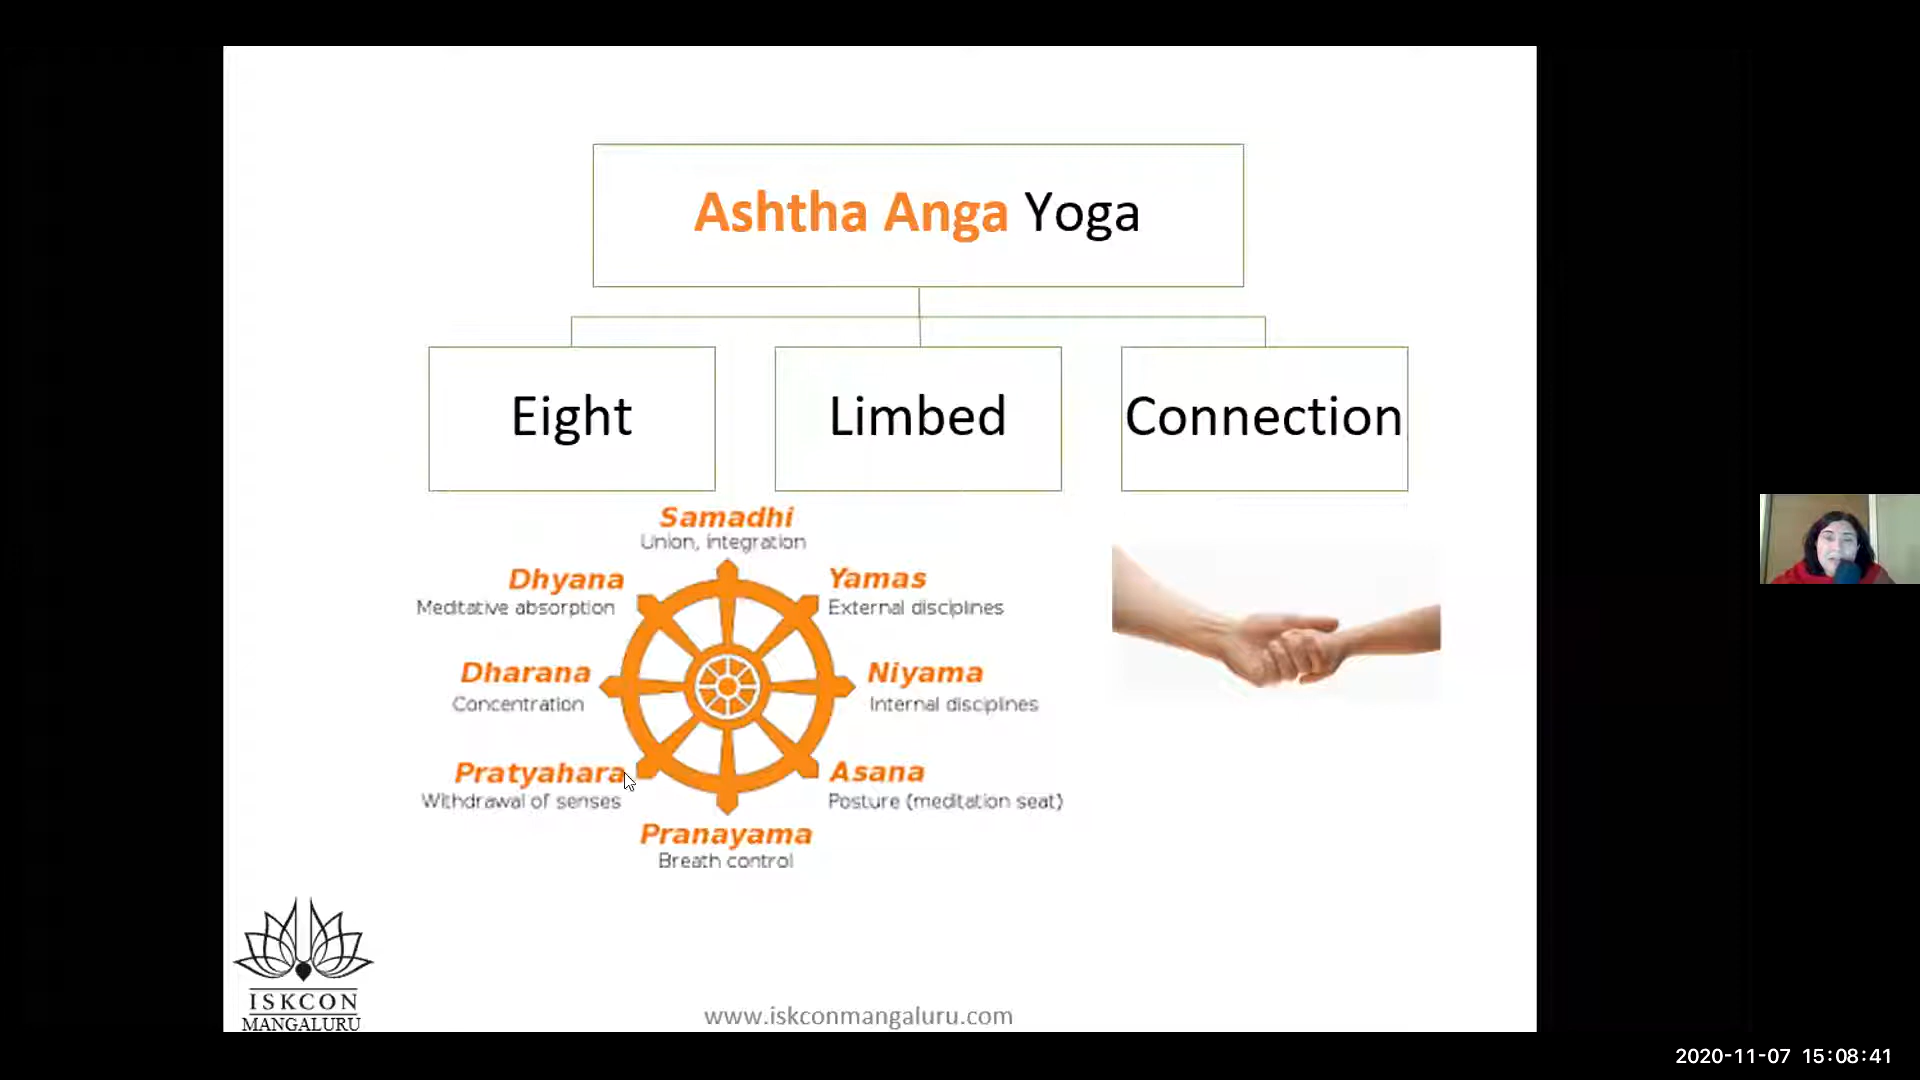 Ashtha Anga Yoga
Eight
Limbed
Connection
Samadhi
Union, integration
Dhyana
Meditative absorption
Yamas
External disciplines
Dharana
Concentration
Niyama
Internal disciplines
Pratyahara
Withdrawal of senses
Asana
Posture (meditation seat)
Pranayama
Breath control
ISKCON
MANGALURU
www.iskconmangaluru.com
2020-11-07 15:08:41